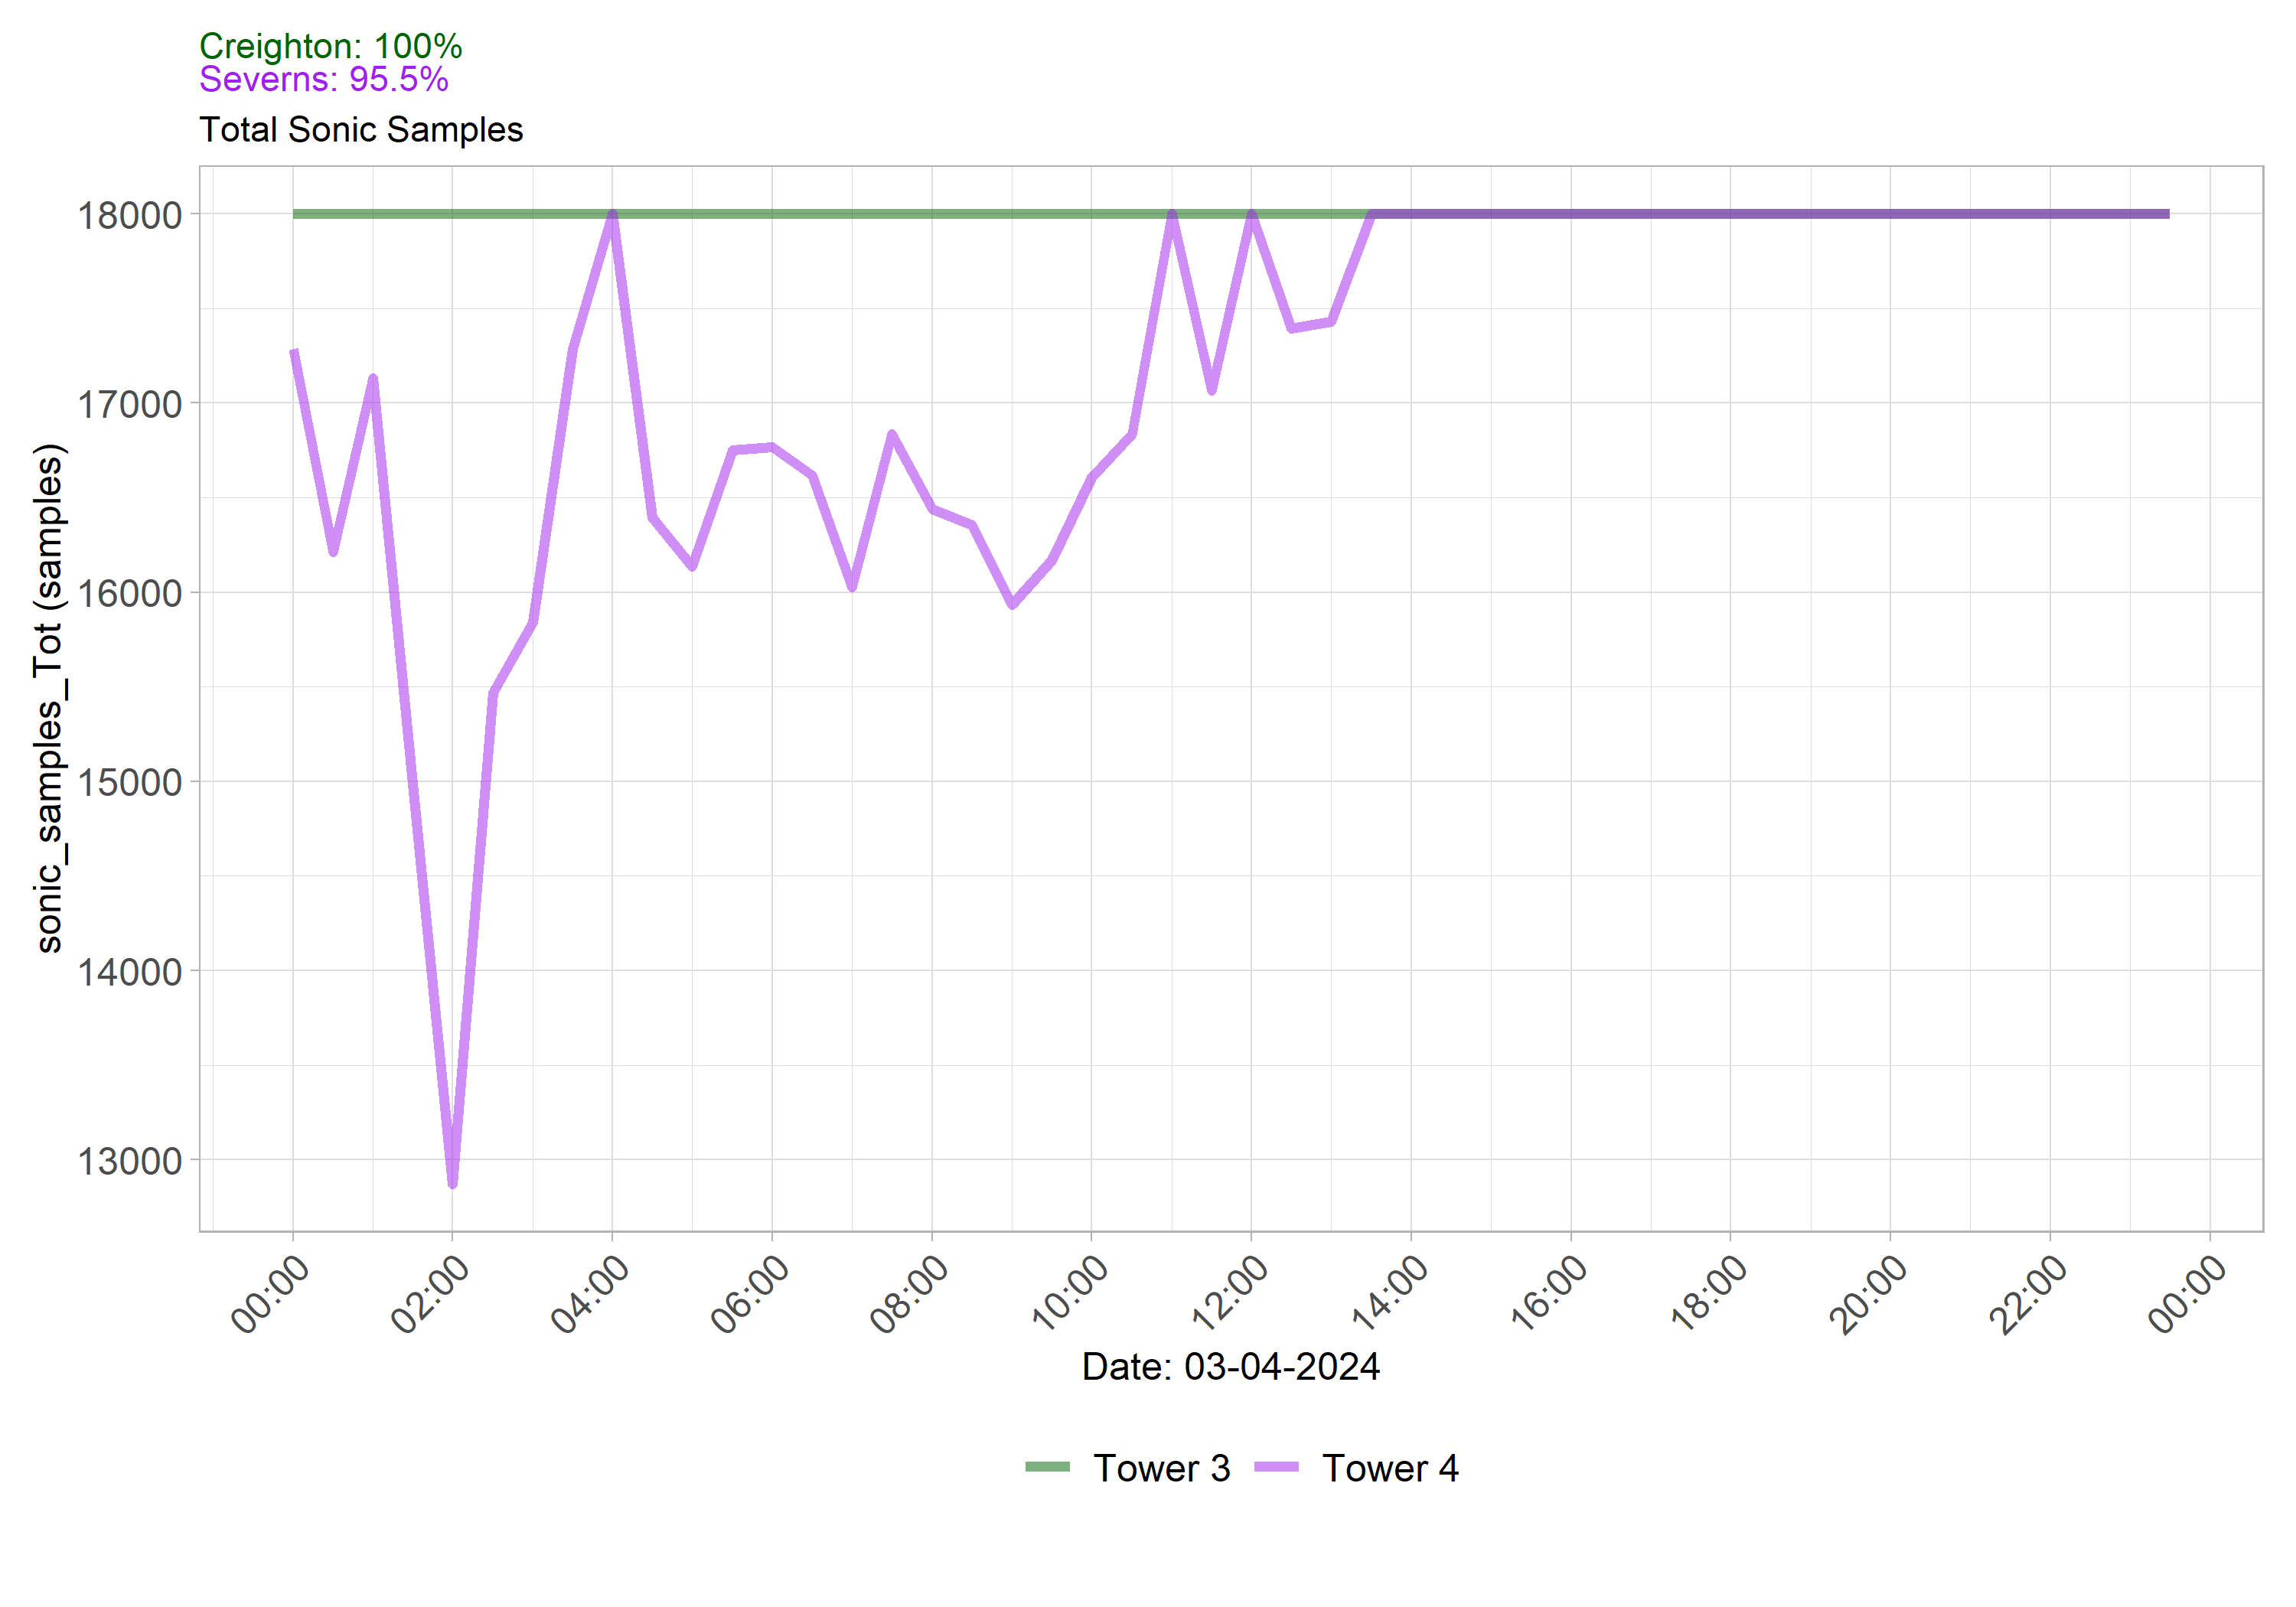 Creighton: 100%
Severns: 95.5%
Total Sonic Samples
sonic_samples_Tot (samples)
18000
17000
16000
15000
14000
13000
00:00 02:00 04:00 06:00 08:00 10:00 12:00 14:00 16:00 18:00 20:00 22:00 00:00
Date: 03-04-2024
Tower 3 Tower 4